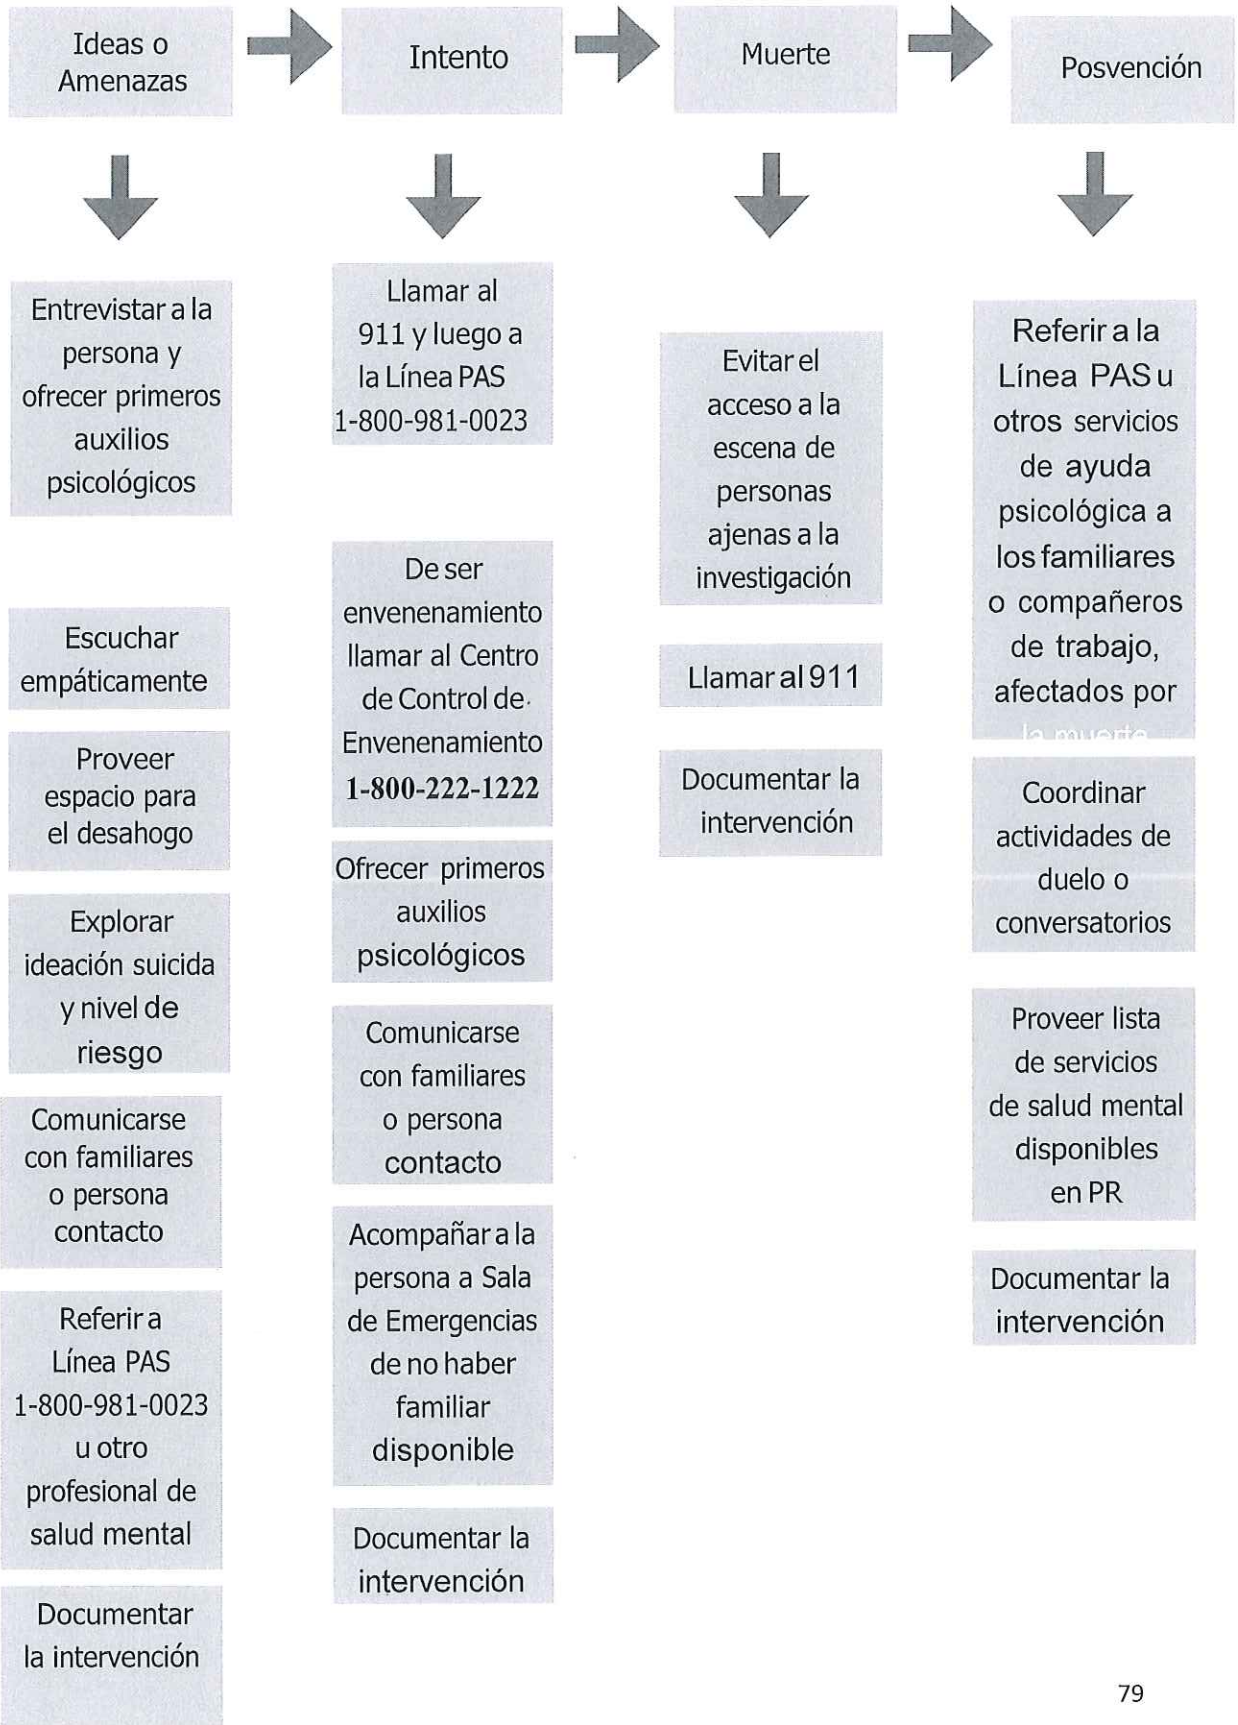 Ideas o
Amenazas
Intento
Muerte
Posvención
Entrevistar a la
persona y
ofrecer primeros
auxilios
psicológicos
Escuchar
empáticamente
Proveer
espacio para
el desahogo
Explorar
ideación suicida
y nivel de
riesgo
Comunicarse
con familiares
o persona
contacto
Referir a
Línea PAS
1-800-981-0023
u otro
profesional de
salud mental
Documentar
la intervención
Llamar al
911 y luego a
la Línea PAS
1-800-981-0023
De ser
envenenamiento
llamar al Centro
de Control de
Envenenamiento
1-800-222-1222
Ofrecer primeros
auxilios
psicológicos
Comunicarse
con familiares
o persona
contacto
Acompañar a la
persona a Sala
de Emergencias
de no haber
familiar
disponible
Documentar la
intervención
Evitar el
acceso a la
escena de
personas
ajenas a la
investigación
Llamar al 911
Documentar la
intervención
Referir a la
Línea PAS u
otros servicios
de ayuda
psicológica a
los familiares
o compañeros
de trabajo,
afectados por
la muerte
Coordinar
actividades de
duelo o
conversatorios
Proveer lista
de servicios
de salud mental
disponibles
en PR
Documentar la
intervención
79